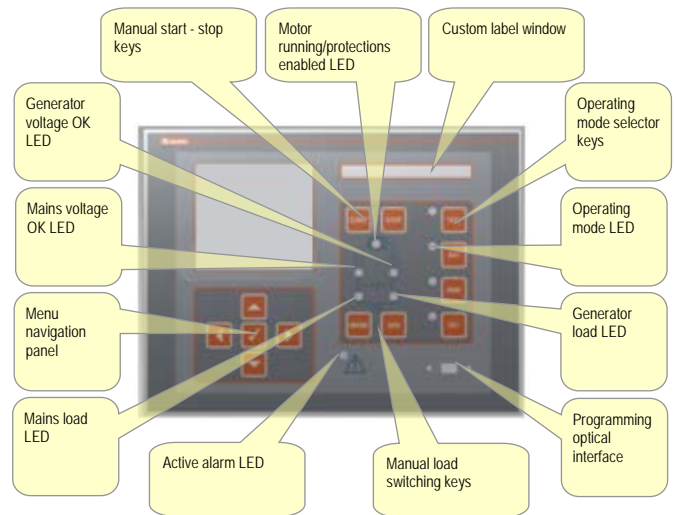 Manual start - stop
keys
Motor
running/protections
enabled LED
Custom label window
Generator
voltage OK
LED
Operating
mode selector
keys
Mains voltage
OK LED
Operating
mode LED
Menu
navigation
panel
Generator
load LED
Mains load
LED
Active alarm LED
Manual load
switching keys
Programming
optical
interface